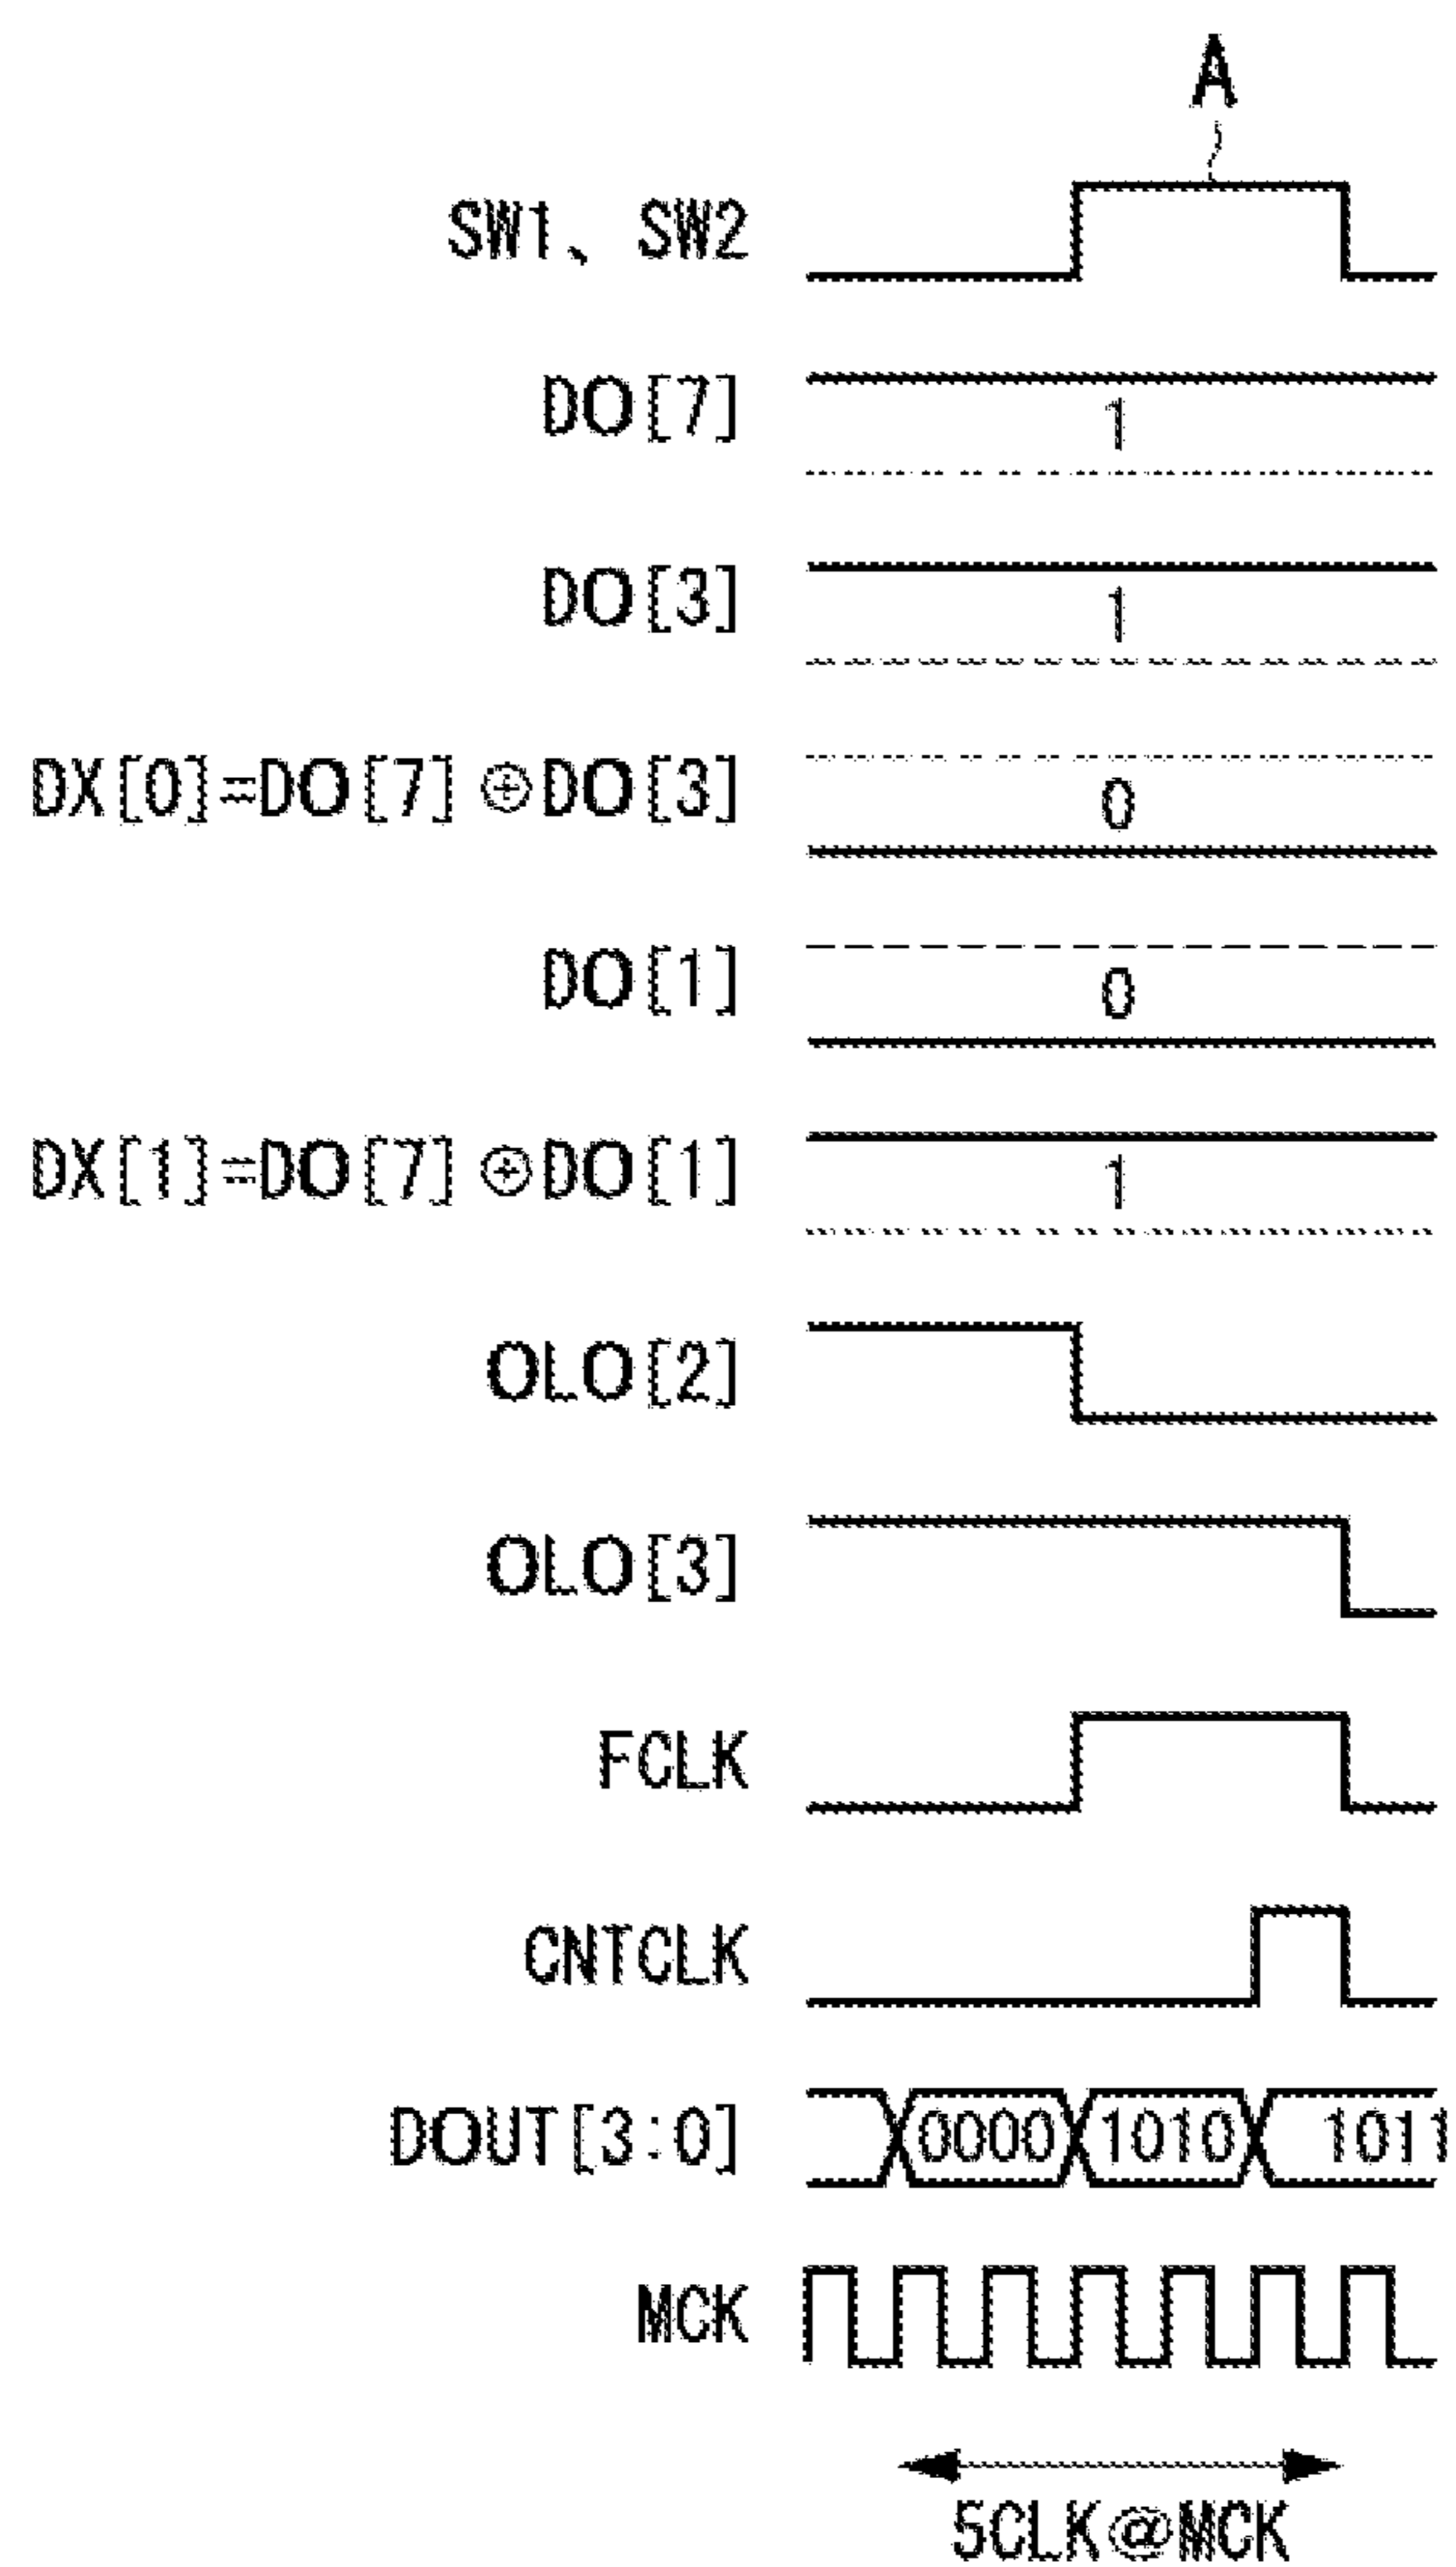 A
SW1、SW2
DO[7]
1
DO[3]
1
DX[0]=DO[7]⊕DO[3]
0
DO[1]
0
DX[1]=DO[7]⊕DO[1]
1
OLO[2]
OLO[3]
FCLK
CNTCLK
DOUT[3:0] 0000 1010 1011
MCK
5CLK@MCK